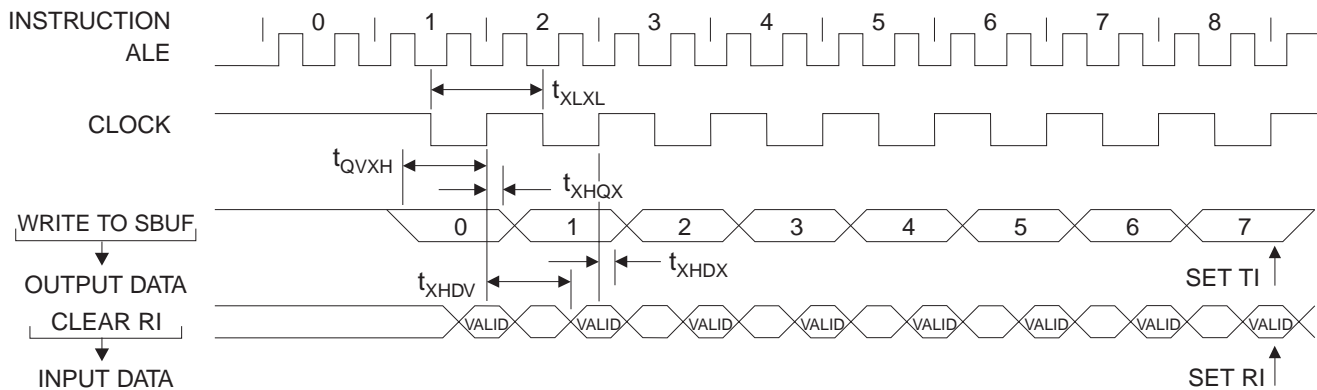 INSTRUCTION 0 1 2 3 4 5 6 7 8
ALE
tXLXL
CLOCK
tQVXH
tXHQX
WRITE TO SBUF 0 1 2 3 4 5 6 7
tXHDX
tXHDV
OUTPUT DATA
SET TI
CLEAR RI VALID VALID VALID VALID VALID VALID VALID VALID
INPUT DATA
SET RI